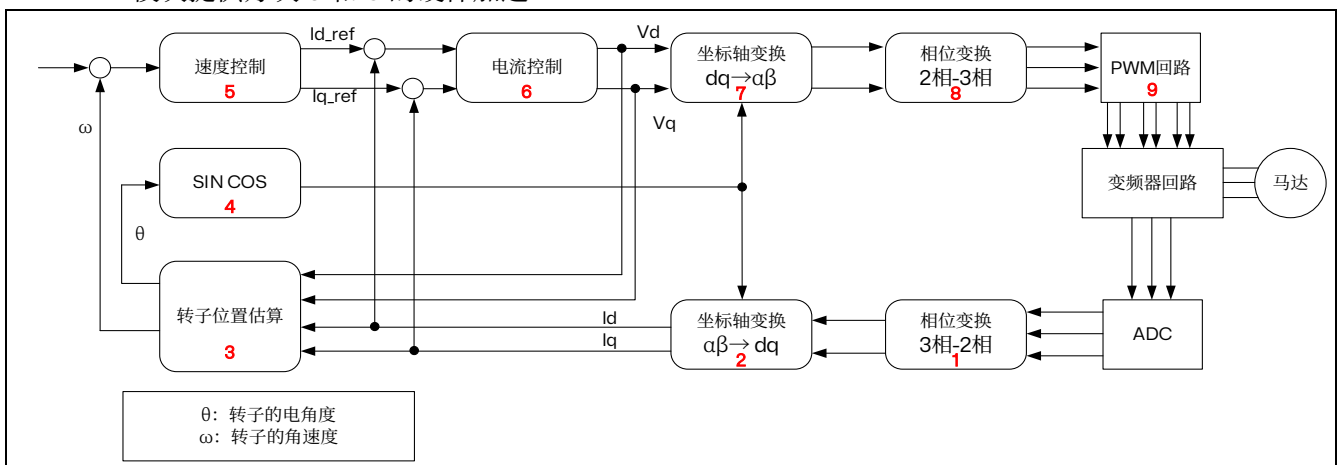 Id_ref
Vd
速度控制
5
电流控制
6
坐标轴变换
dq→αβ
7
相位变换
2相-3相
8
PWM回路
9
Iq_ref
Vq
ω
SIN COS
4
变频器回路
马达
θ
转子位置估算
3
Id
Iq
坐标轴变换
αβ→dq
2
相位变换
3相-2相
1
ADC
θ: 转子的电角度
ω: 转子的角速度